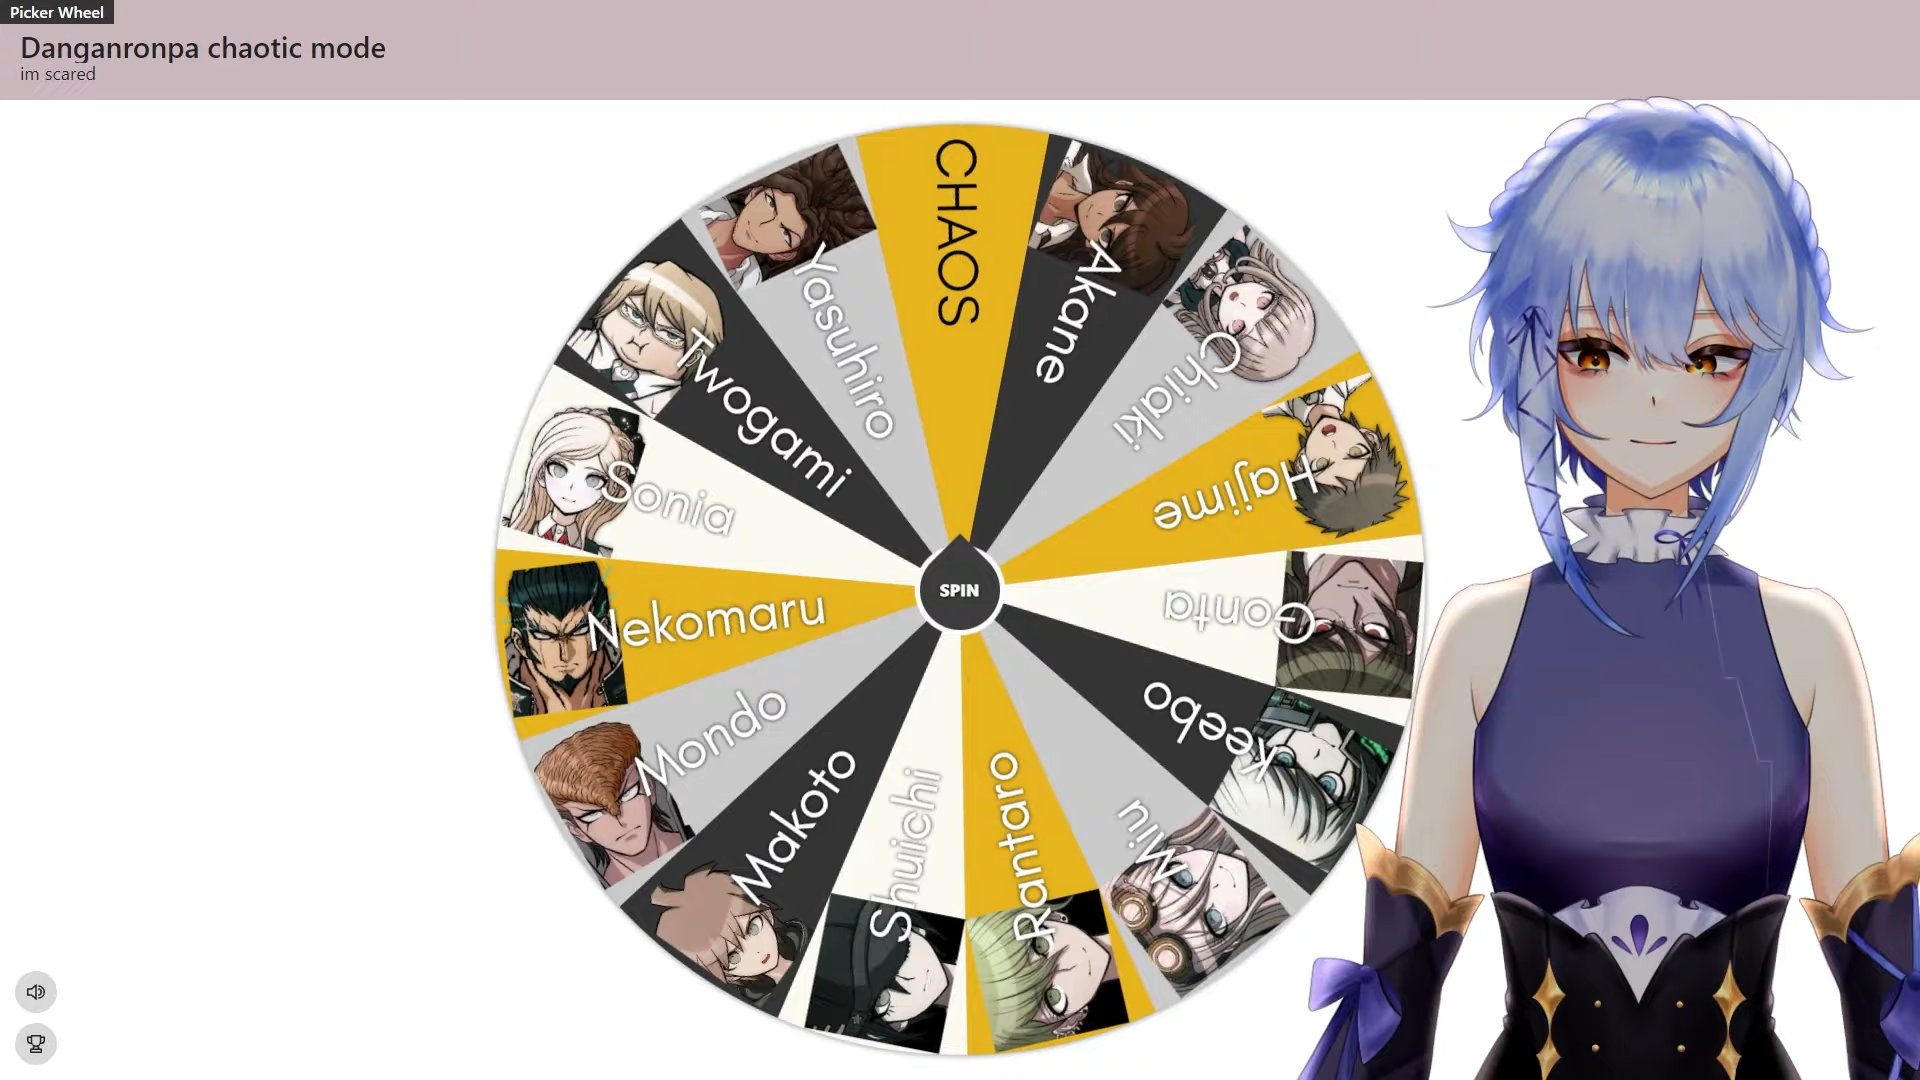 Picker Wheel
Danganronpa chaotic mode
im scared
CHAOS
Akane
Chiaki
Hajime
Gonta
Keebo
Miu
Rantaro
Shuichi
Makoto
Mondo
Nekomaru
Sonia
Twogami
Yasuhiro
SPIN